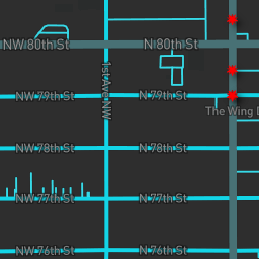 NW 80th St
N 80th St
1st Ave NW
NW 79th St
N 79th St
The Wing D
NW 78th St
N 78th St
NW 77th St
N 77th St
NW 76th St
N 76th St